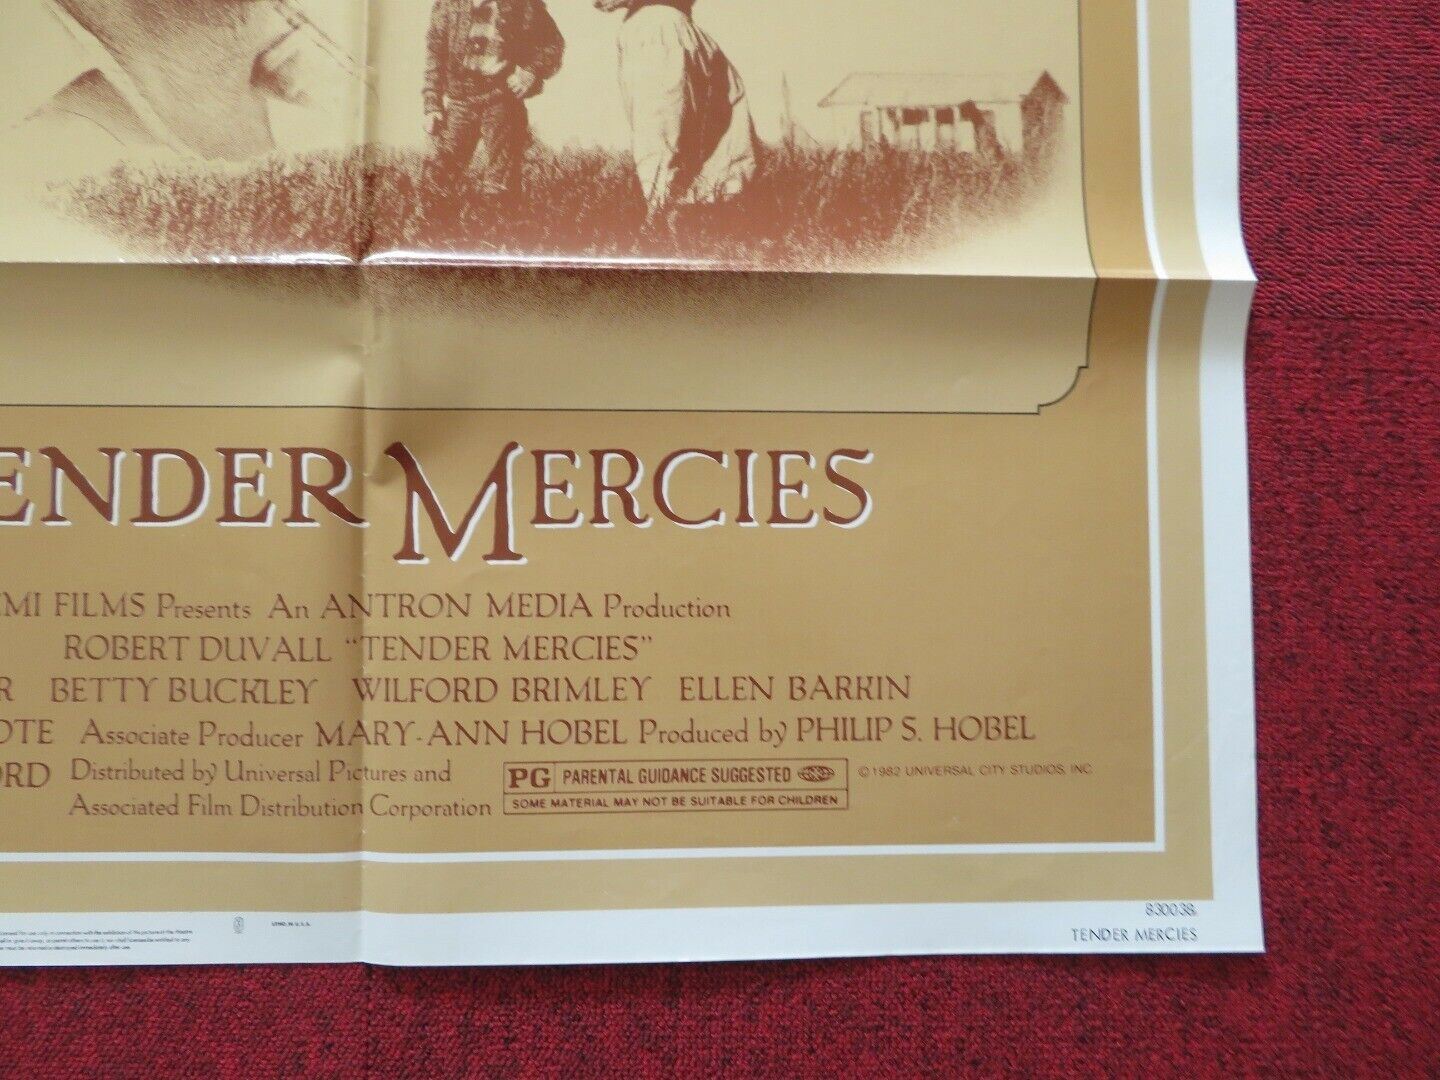 ENDER MERCIES
EMI FILMS Presents An ANTRON MEDIA Production
ROBERT DUVALL "TENDER MERCIES"
R BETTY BUCKLEY WILFORD BRIMLEY ELLEN BARKIN
OTE Associate Producer MARY-ANN HOBEL Produced by PHILIP S. HOBEL
ORD Distributed by Universal Pictures and
Associated Film Distribution Corporation
PG PARENTAL GUIDANCE SUGGESTED
SOME MATERIAL MAY NOT BE SUITABLE FOR CHILDREN
©1982 UNIVERSAL CITY STUDIOS, INC.
830038
TENDER MERCIES